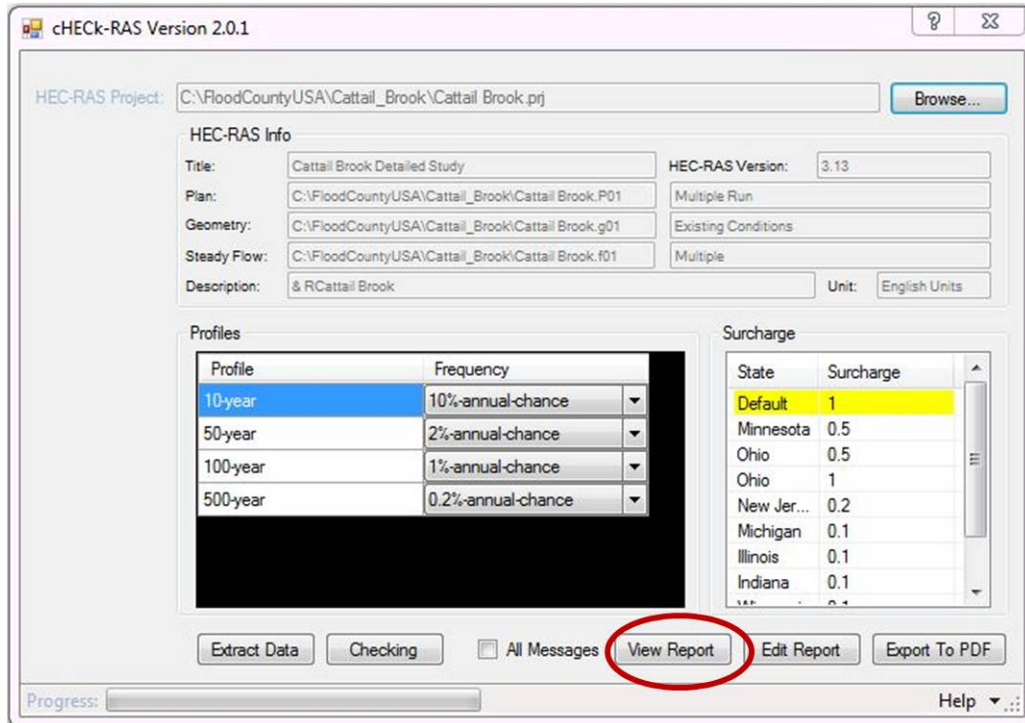 cHECk-RAS Version 2.0.1
HEC-RAS Project: C:\FloodCountyUSA\Cattail_Brook\Cattail Brook.prj Browse...
HEC-RAS Info
Title: Cattail Brook Detailed Study HEC-RAS Version: 3.13
Plan: C:\FloodCountyUSA\Cattail_Brook\Cattail Brook.P01 Multiple Run
Geometry: C:\FloodCountyUSA\Cattail_Brook\Cattail Brook.g01 Existing Conditions
Steady Flow: C:\FloodCountyUSA\Cattail_Brook\Cattail Brook.f01 Multiple
Description: & RCattail Brook Unit: English Units
Profiles Surcharge
Profile Frequency State Surcharge
10-year 10%-annual-chance Default 1
50-year 2%-annual-chance Minnesota 0.5
100-year 1%-annual-chance Ohio 0.5
500-year 0.2%-annual-chance Ohio 1
New Jer... 0.2
Michigan 0.1
Illinois 0.1
Indiana 0.1
Extract Data Checking All Messages View Report Edit Report Export To PDF
Progress: Help